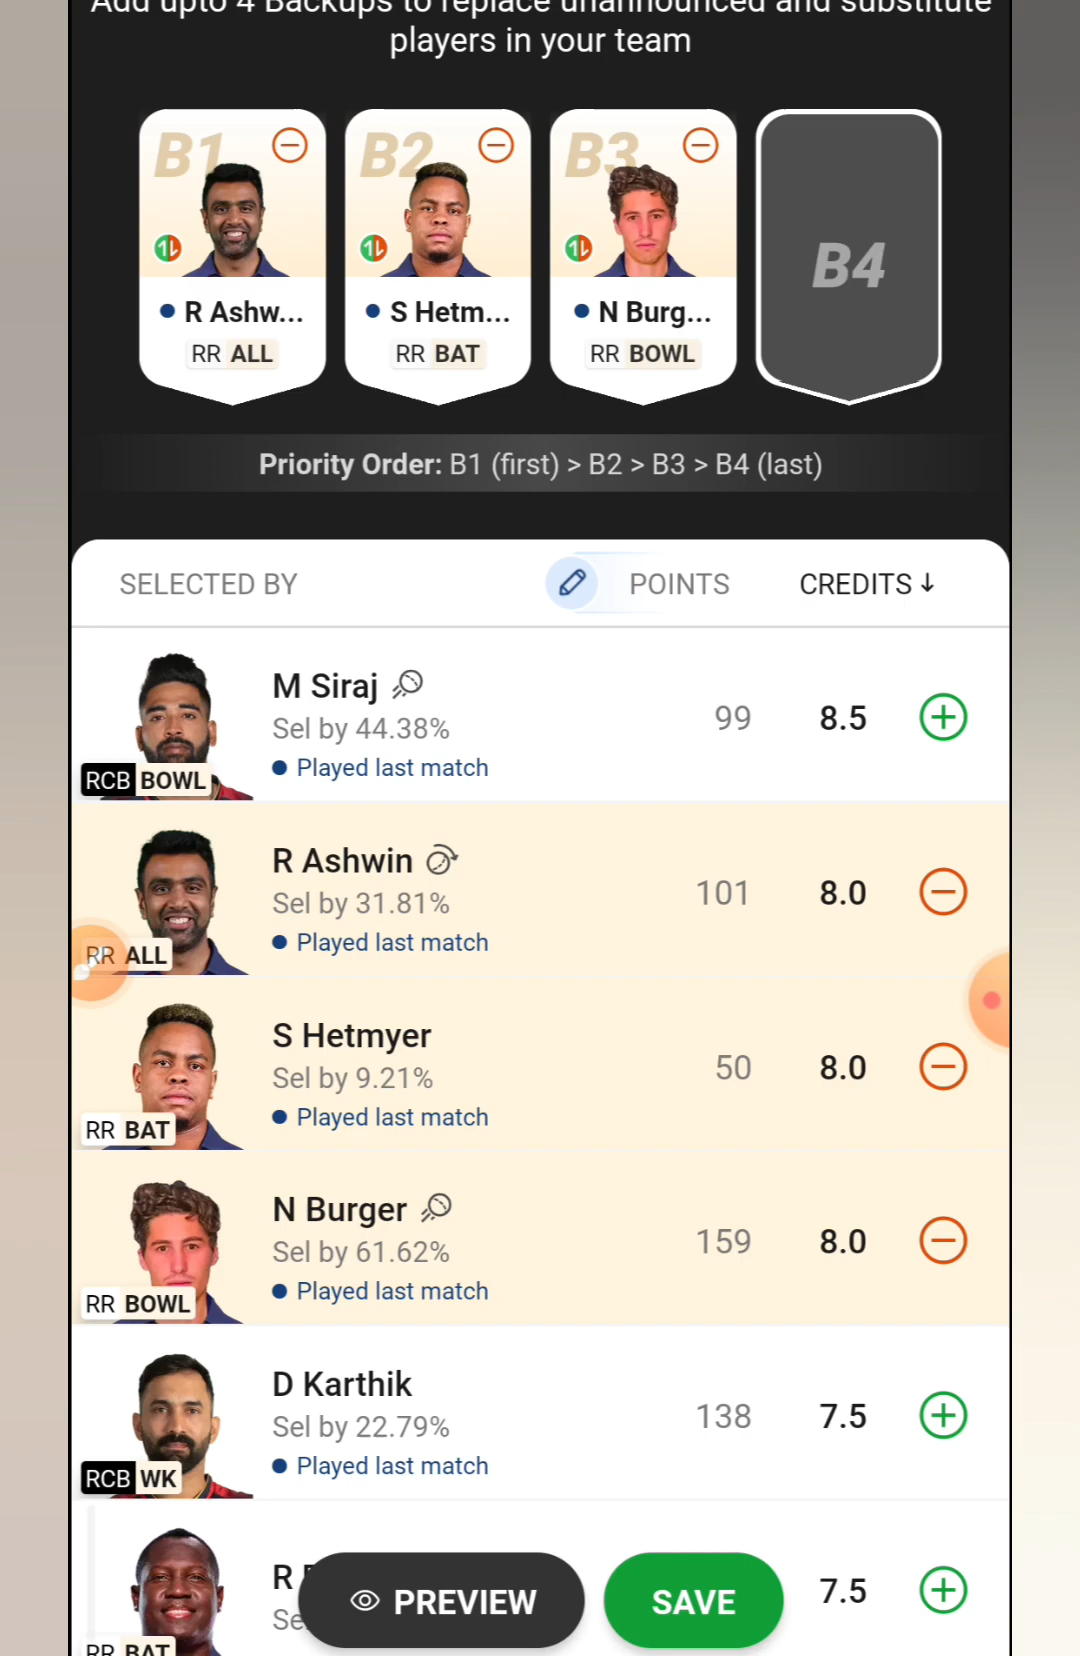 Add upto 4 Backups to replace unannounced and substitute
players in your team
B1 B2 B3 B4
R Ashw... S Hetm... N Burg...
RR ALL RR BAT RR BOWL
Priority Order: B1 (first) > B2 > B3 > B4 (last)
SELECTED BY POINTS CREDITS ↓
M Siraj
Sel by 44.38% 99 8.5
Played last match
RCB BOWL
R Ashwin
Sel by 31.81% 101 8.0
Played last match
RR ALL
S Hetmyer
Sel by 9.21% 50 8.0
Played last match
RR BAT
N Burger
Sel by 61.62% 159 8.0
Played last match
RR BOWL
D Karthik
Sel by 22.79% 138 7.5
Played last match
RCB WK
R 7.5
PREVIEW SAVE
RR BAT